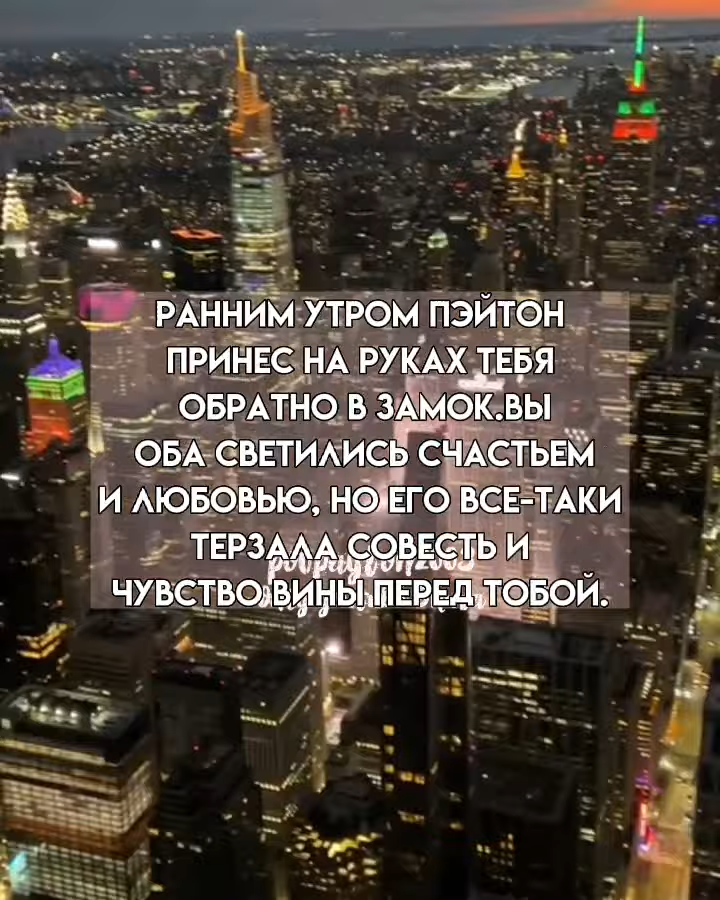 РАННИМ УТРОМ ПЭЙТОН
ПРИНЕС НА РУКАХ ТЕБЯ
ОБРАТНО В ЗАМОК.ВЫ
ОБА СВЕТИЛИСЬ СЧАСТЬЕМ
И ЛЮБОВЬЮ, НО ЕГО ВСЕ-ТАКИ
ТЕРЗАЛА СОВЕСТЬ И
ЧУВСТВО ВИНЫ ПЕРЕД ТОБОЙ.